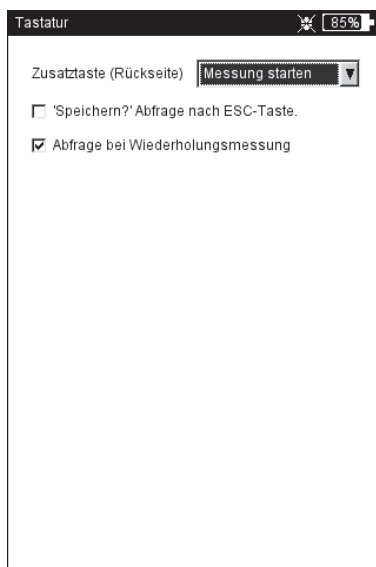 Tastatur 85%
Zusatztaste (Rückseite) Messung starten
'Speichern?' Abfrage nach ESC-Taste.
Abfrage bei Wiederholungsmessung